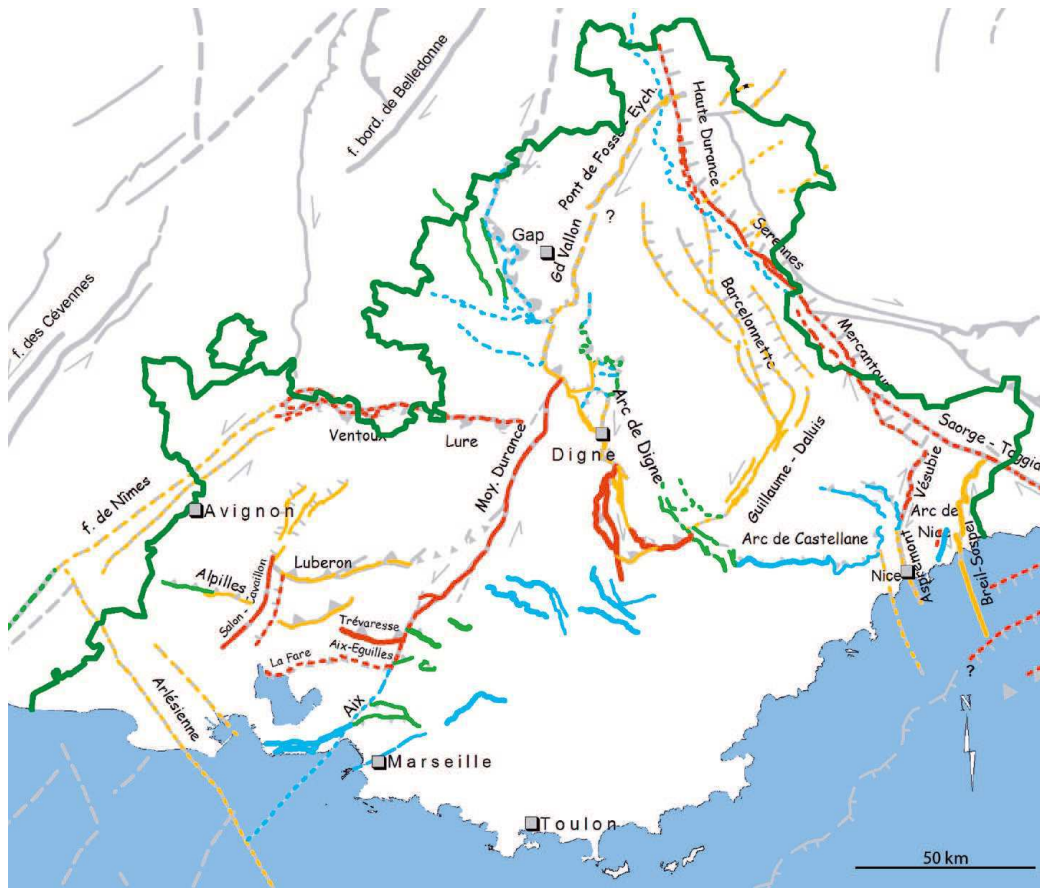 f. bord. de Belledonne
Pont de Fosse - Eych.
Haute Durance
?
Gap
Gd Vallon
Serennes
f. des Cévennes
Barcelonnette
Mercantour
Ventoux
Lure
Moy. Durance
Arc de Digne
Digne
Guillaume - Daluis
Saorge - Taggia
Vésubie
f. de Nîmes
Avignon
Arc de
Nice
Arc de Castellane
Luberon
Alpilles
Salon - Cavaillon
Nice
Aspremont
Breil-Sospel
Trévaresse
Aix-Eguilles
La Fare
?
Arlésienne
Aix
N
Marseille
Toulon
50 km